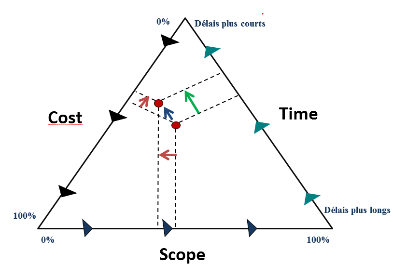 0%
Délais plus courts
Cost
Time
Délais plus longs
100%
0%
100%
Scope